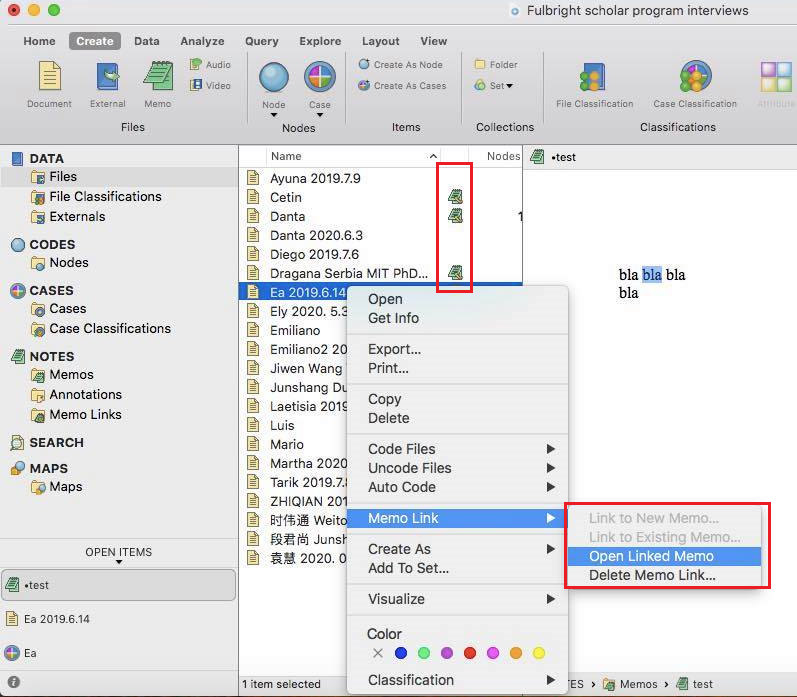 Fulbright scholar program interviews
Home Create Data Analyze Query Explore Layout View
Document External Memo Audio Video
Files
Node Case
Nodes
Create As Node
Create As Cases
Items
Folder
Set
Collections
File Classification Case Classification Attribute
Classifications
DATA
Files
File Classifications
Externals
CODES
Nodes
CASES
Cases
Case Classifications
NOTES
Memos
Annotations
Memo Links
SEARCH
MAPS
Maps
OPEN ITEMS
•test
Ea 2019.6.14
Ea
Name Nodes
Ayuna 2019.7.9
Cetin
Danta 1
Danta 2020.6.3
Diego 2019.7.6
Dragana Serbia MIT PhD...
Ea 2019.6.14
Ely 2020. 5.3
Emiliano
Emiliano2 20
Jiwen Wang
Junshang Du
Laetisia 2019
Luis
Mario
Martha 2020
Tarik 2019.7.8
ZHIQIAN 201
时伟通 Weito
段君尚 Junsh
袁慧 2020. 0
1 item selected
Open
Get Info
Export...
Print...
Copy
Delete
Code Files
Uncode Files
Auto Code
Memo Link
Create As
Add To Set...
Visualize
Color
Classification
Link to New Memo...
Link to Existing Memo...
Open Linked Memo
Delete Memo Link...
•test
bla bla bla
bla
TES › Memos › test